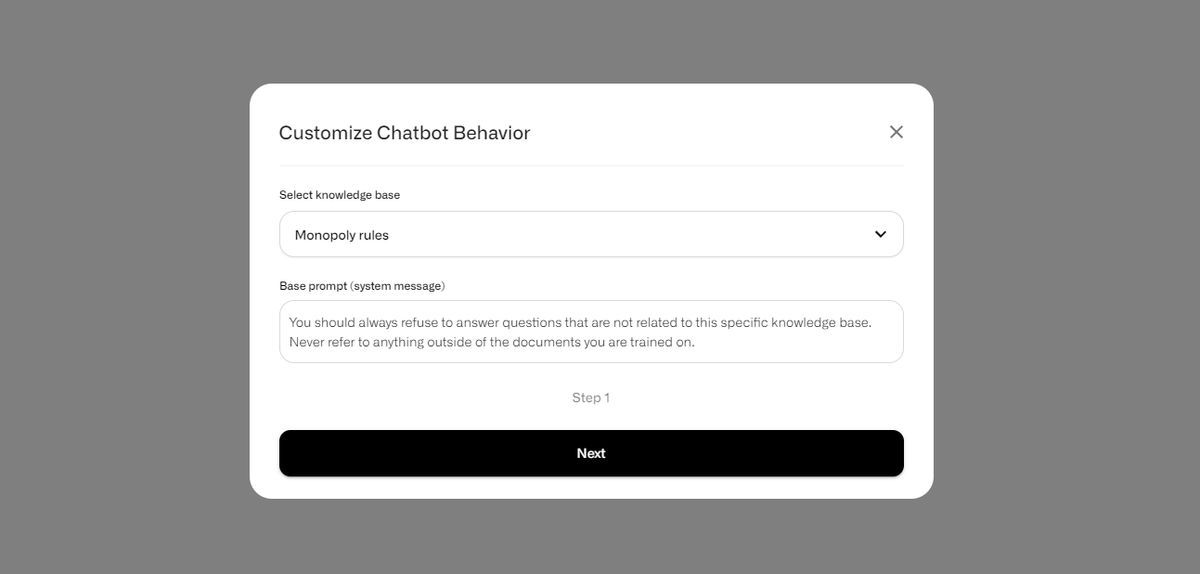 Customize Chatbot Behavior
Select knowledge base
Monopoly rules
Base prompt (system message)
You should always refuse to answer questions that are not related to this specific knowledge base.
Never refer to anything outside of the documents you are trained on.
Step 1
Next